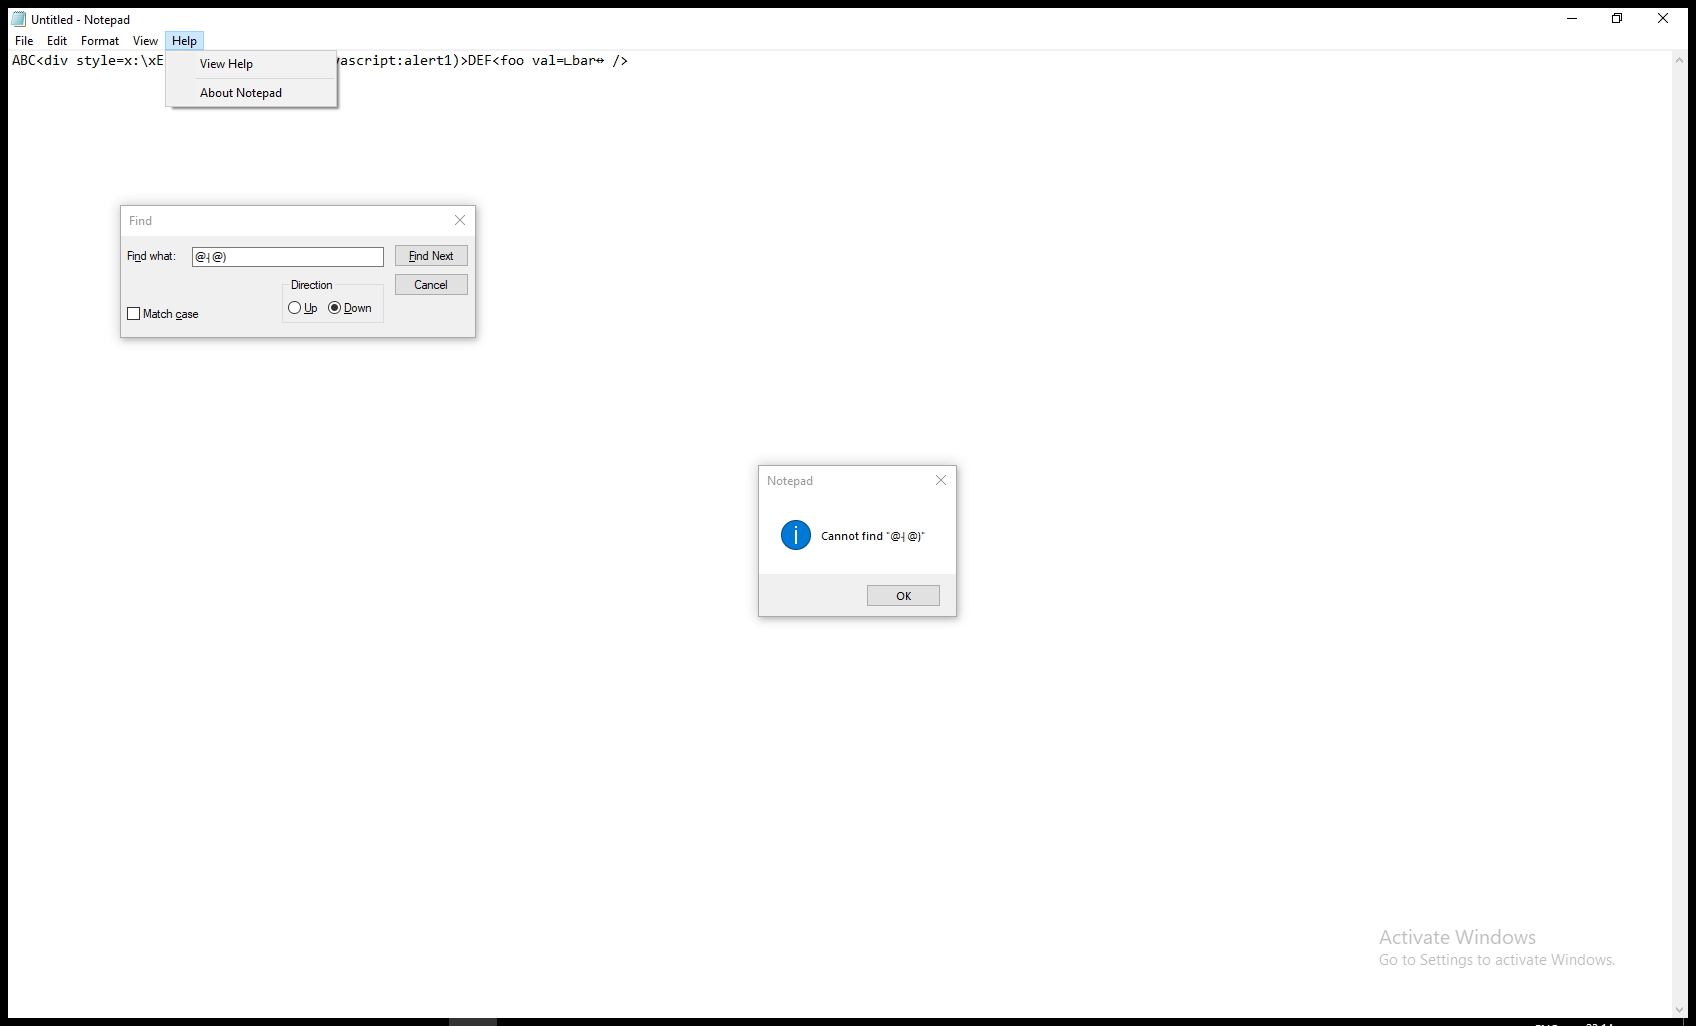 Untitled - Notepad
File Edit Format View Help
ABC<div style=x:\xE
ascript:alert1)>DEF<foo val=∟bar↔ />
View Help
About Notepad
Find
Find what:
Find Next
Direction
Cancel
Up Down
Match case
Notepad
Cannot find
OK
Activate Windows
Go to Settings to activate Windows.